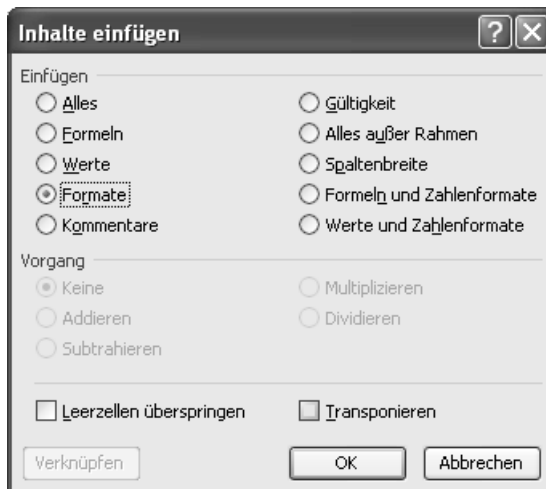 Inhalte einfügen
Einfügen
Alles
Formeln
Werte
Formate
Kommentare
Gültigkeit
Alles außer Rahmen
Spaltenbreite
Formeln und Zahlenformate
Werte und Zahlenformate
Vorgang
Keine
Addieren
Subtrahieren
Multiplizieren
Dividieren
Leerzellen überspringen
Transponieren
Verknüpfen
OK
Abbrechen